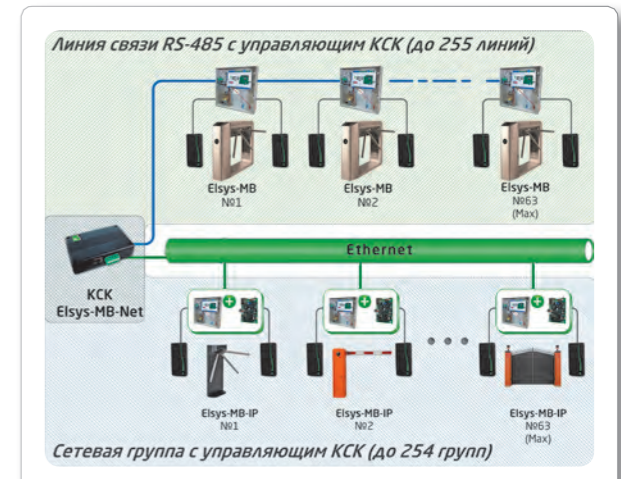 Линия связи RS-485 с управляющим КСК (до 255 линий)
Elsys-MB
№1
Elsys-MB
№2
Elsys-MB
№63
(Max)
Ethernet
КСК
Elsys-MB-Net
Elsys-MB-IP
№1
Elsys-MB-IP
№2
Elsys-MB-IP
№63
(Max)
Сетевая группа с управляющим КСК (до 254 групп)